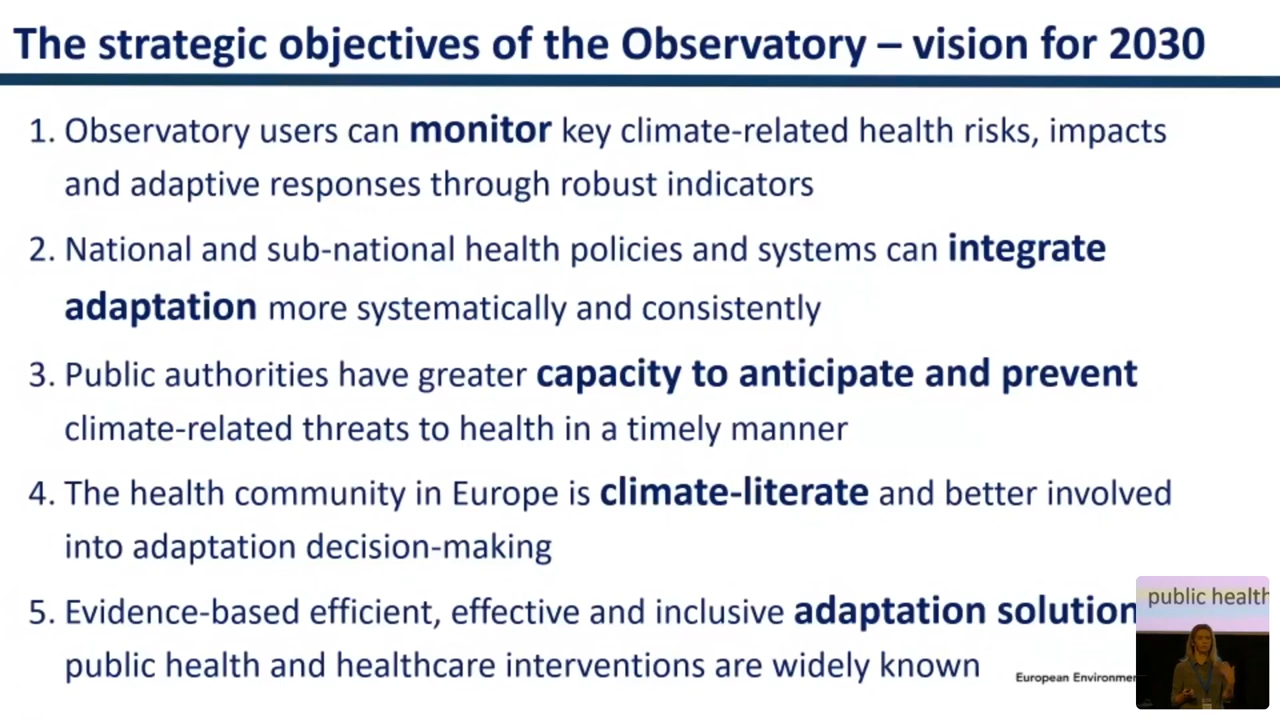 The strategic objectives of the Observatory – vision for 2030
1. Observatory users can monitor key climate-related health risks, impacts
and adaptive responses through robust indicators
2. National and sub-national health policies and systems can integrate
adaptation more systematically and consistently
3. Public authorities have greater capacity to anticipate and prevent
climate-related threats to health in a timely manner
4. The health community in Europe is climate-literate and better involved
into adaptation decision-making
5. Evidence-based efficient, effective and inclusive adaptation solution
public health and healthcare interventions are widely known
public health
European Environmen